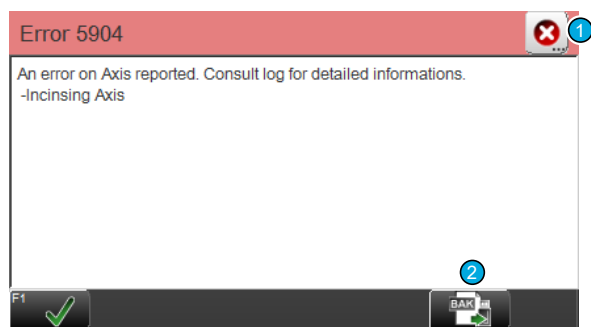 Error 5904
1
An error on Axis reported. Consult log for detailed informations.
-Incinsing Axis
2
F1
BAK